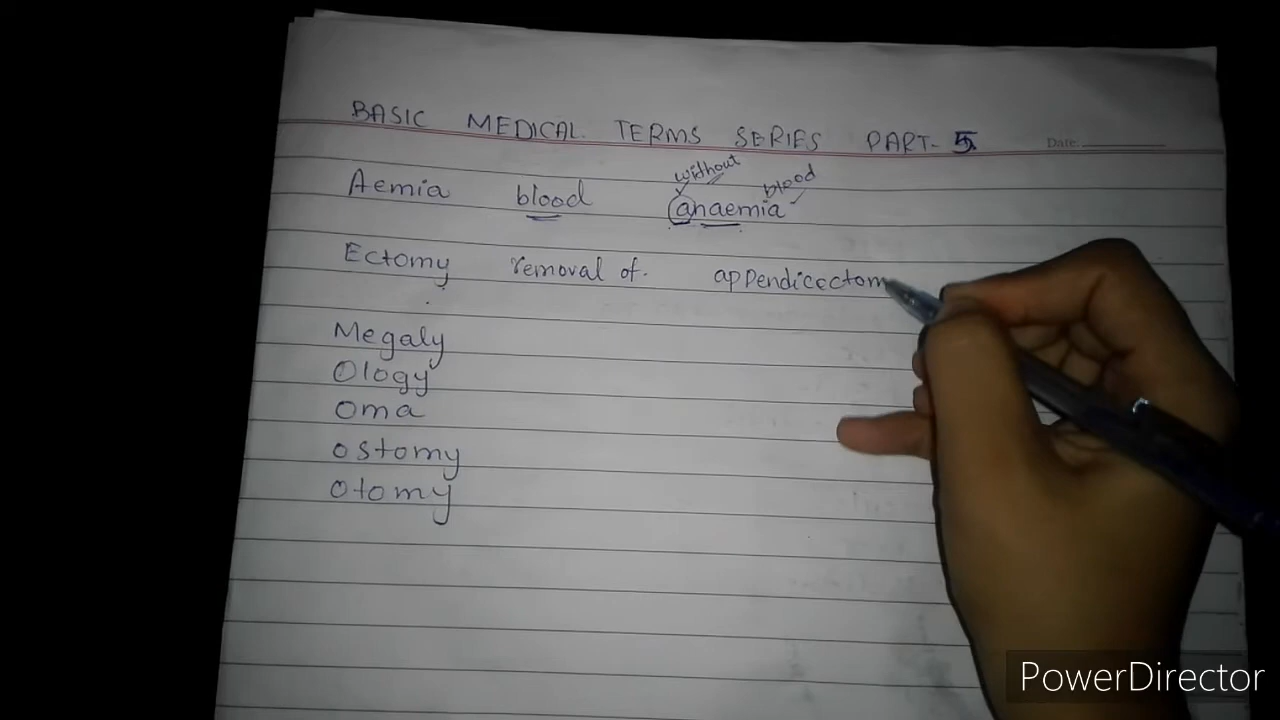 BASIC MEDICAL TERMS SERIES PART-5
Date
without
blood
Aemia blood anaemia
Ectomy removal of. appendicectom
Megaly
Ology
Oma
ostomy
otomy
PowerDirector